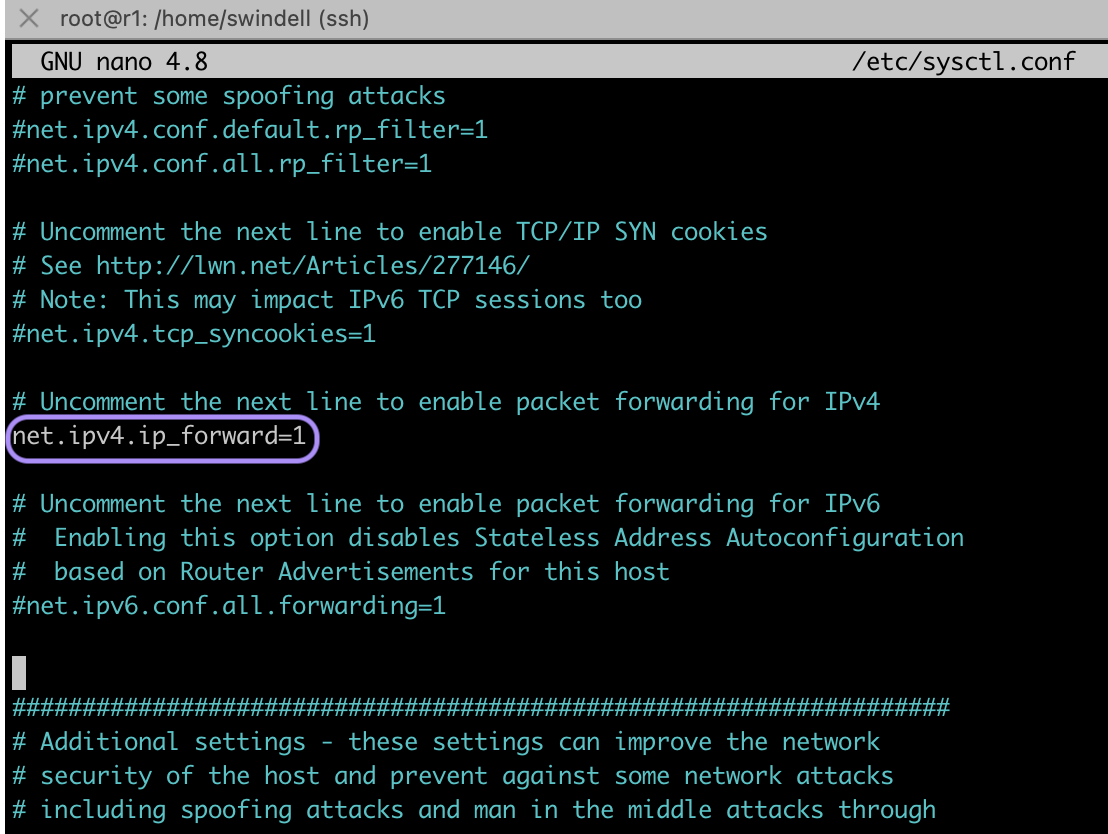 root@r1: /home/swindell (ssh)
GNU nano 4.8 /etc/sysctl.conf
# prevent some spoofing attacks
#net.ipv4.conf.default.rp_filter=1
#net.ipv4.conf.all.rp_filter=1
# Uncomment the next line to enable TCP/IP SYN cookies
# See http://lwn.net/Articles/277146/
# Note: This may impact IPv6 TCP sessions too
#net.ipv4.tcp_syncookies=1
# Uncomment the next line to enable packet forwarding for IPv4
net.ipv4.ip_forward=1
# Uncomment the next line to enable packet forwarding for IPv6
#  Enabling this option disables Stateless Address Autoconfiguration
#  based on Router Advertisements for this host
#net.ipv6.conf.all.forwarding=1
###################################################################
# Additional settings - these settings can improve the network
# security of the host and prevent against some network attacks
# including spoofing attacks and man in the middle attacks through